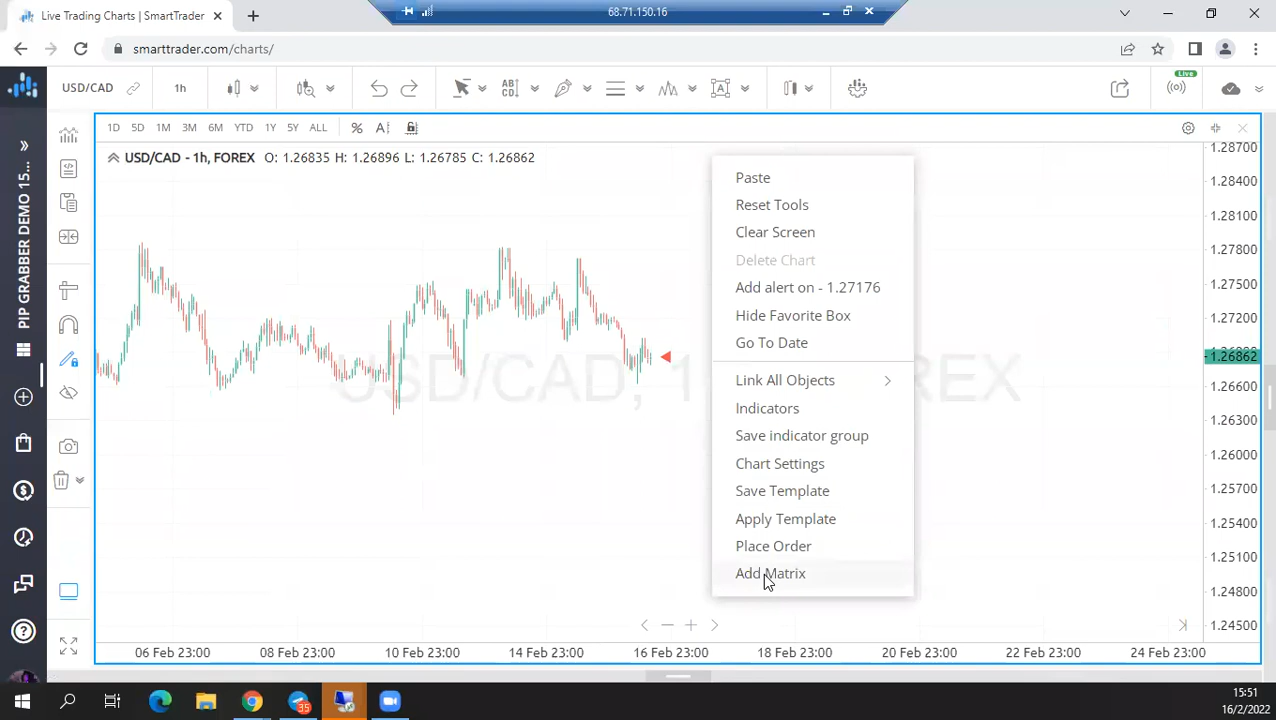 Live Trading Charts | SmartTrader
68.71.150.16
smarttrader.com/charts/
USD/CAD
1h
AB
CD
A
Live
1D 5D 1M 3M 6M YTD 1Y 5Y ALL % A
USD/CAD - 1h, FOREX O: 1.26835 H: 1.26896 L: 1.26785 C: 1.26862
PIP GRABBER DEMO 15...
USD/CAD, 1
REX
Paste
Reset Tools
Clear Screen
Delete Chart
Add alert on - 1.27176
Hide Favorite Box
Go To Date
Link All Objects
Indicators
Save indicator group
Chart Settings
Save Template
Apply Template
Place Order
Add Matrix
1.28700
1.28400
1.28100
1.27800
1.27500
1.27200
1.26862
1.26600
1.26300
1.26000
1.25700
1.25400
1.25100
1.24800
1.24500
06 Feb 23:00 08 Feb 23:00 10 Feb 23:00 14 Feb 23:00 16 Feb 23:00 18 Feb 23:00 20 Feb 23:00 22 Feb 23:00 24 Feb 23:00
35
15:51
16/2/2022